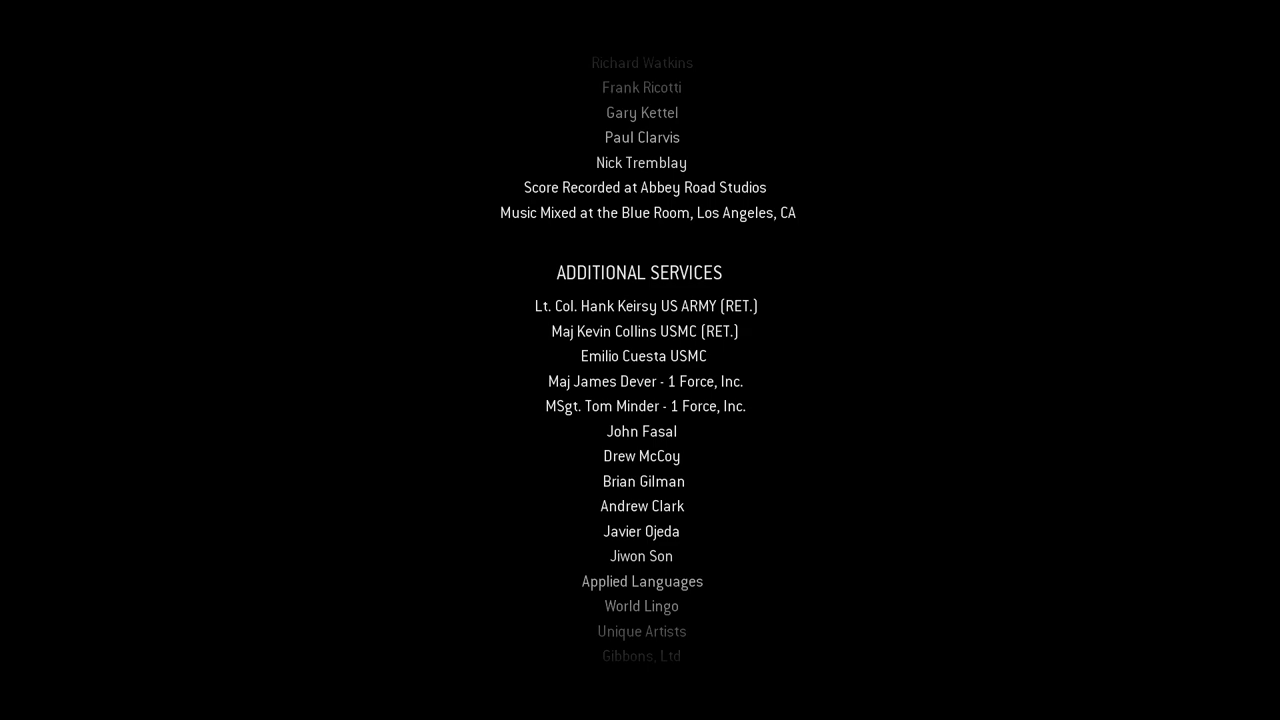 Richard Watkins
Frank Ricotti
Gary Kettel
Paul Clarvis
Nick Tremblay
Score Recorded at Abbey Road Studios
Music Mixed at the Blue Room, Los Angeles, CA
ADDITIONAL SERVICES
Lt. Col. Hank Keirsy US ARMY (RET.)
Maj Kevin Collins USMC (RET.)
Emilio Cuesta USMC
Maj James Dever - 1 Force, Inc.
MSgt. Tom Minder - 1 Force, Inc.
John Fasal
Drew McCoy
Brian Gilman
Andrew Clark
Javier Ojeda
Jiwon Son
Applied Languages
World Lingo
Unique Artists
Gibbons, Ltd